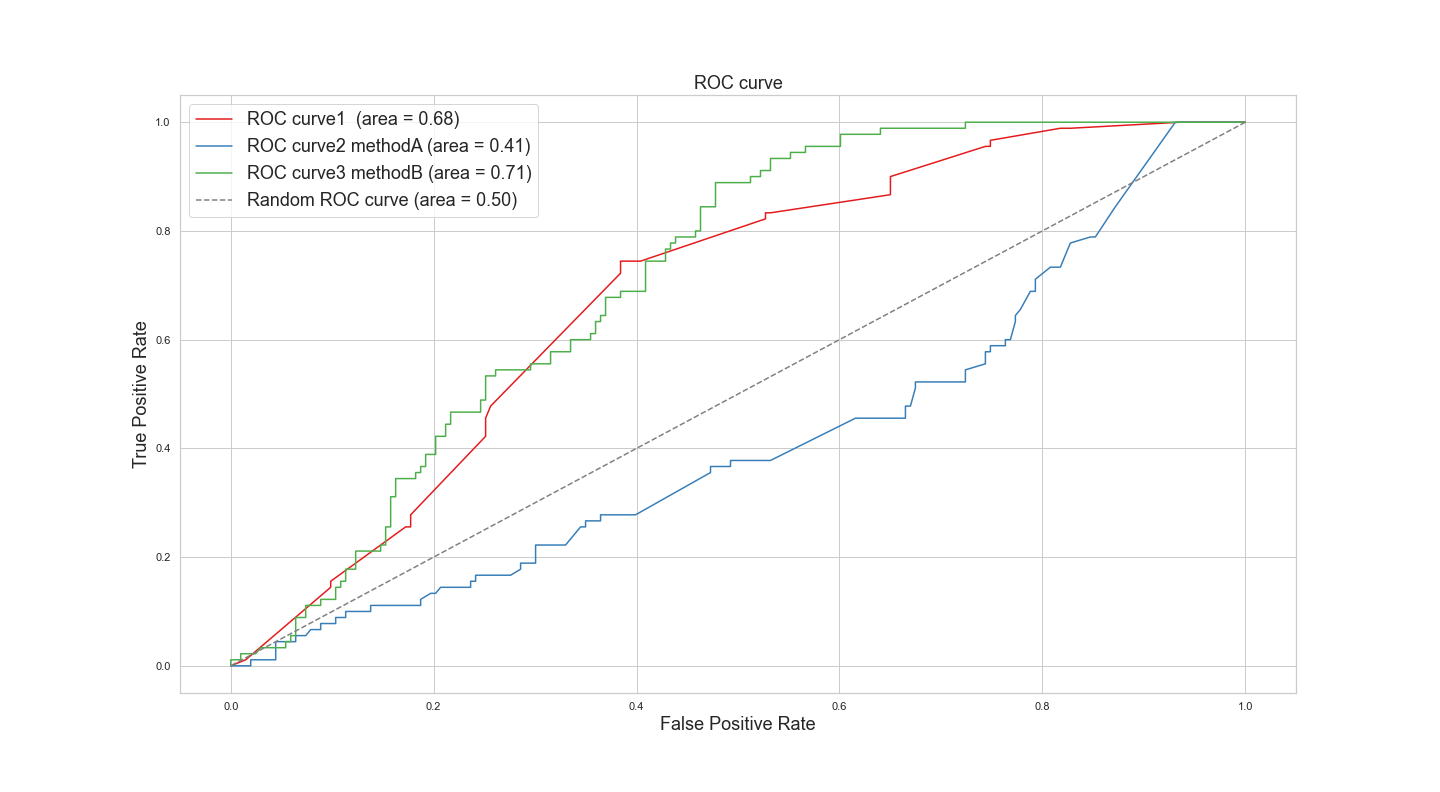 ROC curve
ROC curve1  (area = 0.68)
ROC curve2 methodA (area = 0.41)
ROC curve3 methodB (area = 0.71)
Random ROC curve (area = 0.50)
True Positive Rate
1.0
0.8
0.6
0.4
0.2
0.0
0.0 0.2 0.4 0.6 0.8 1.0
False Positive Rate